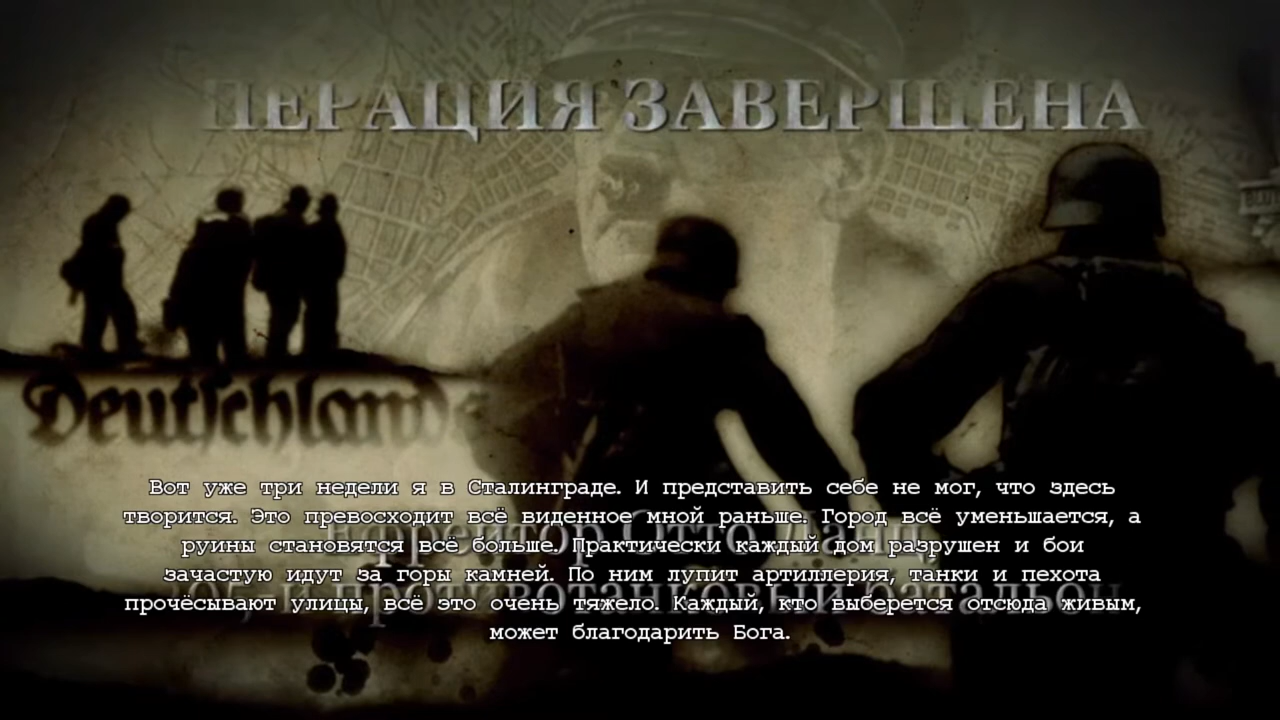 ПЕРАЦИЯ ЗАВЕРШЕНА
Deutschland
Вот уже три недели я в Сталинграде. И представить себе не мог, что здесь
творится. Это превосходит всё виденное мной раньше. Город всё уменьшается, а
руины становятся всё больше. Практически каждый дом разрушен и бои
зачастую идут за горы камней. По ним лупит артиллерия, танки и пехота
прочёсывают улицы, всё это очень тяжело. Каждый, кто выберется отсюда живым,
может благодарить Бога.